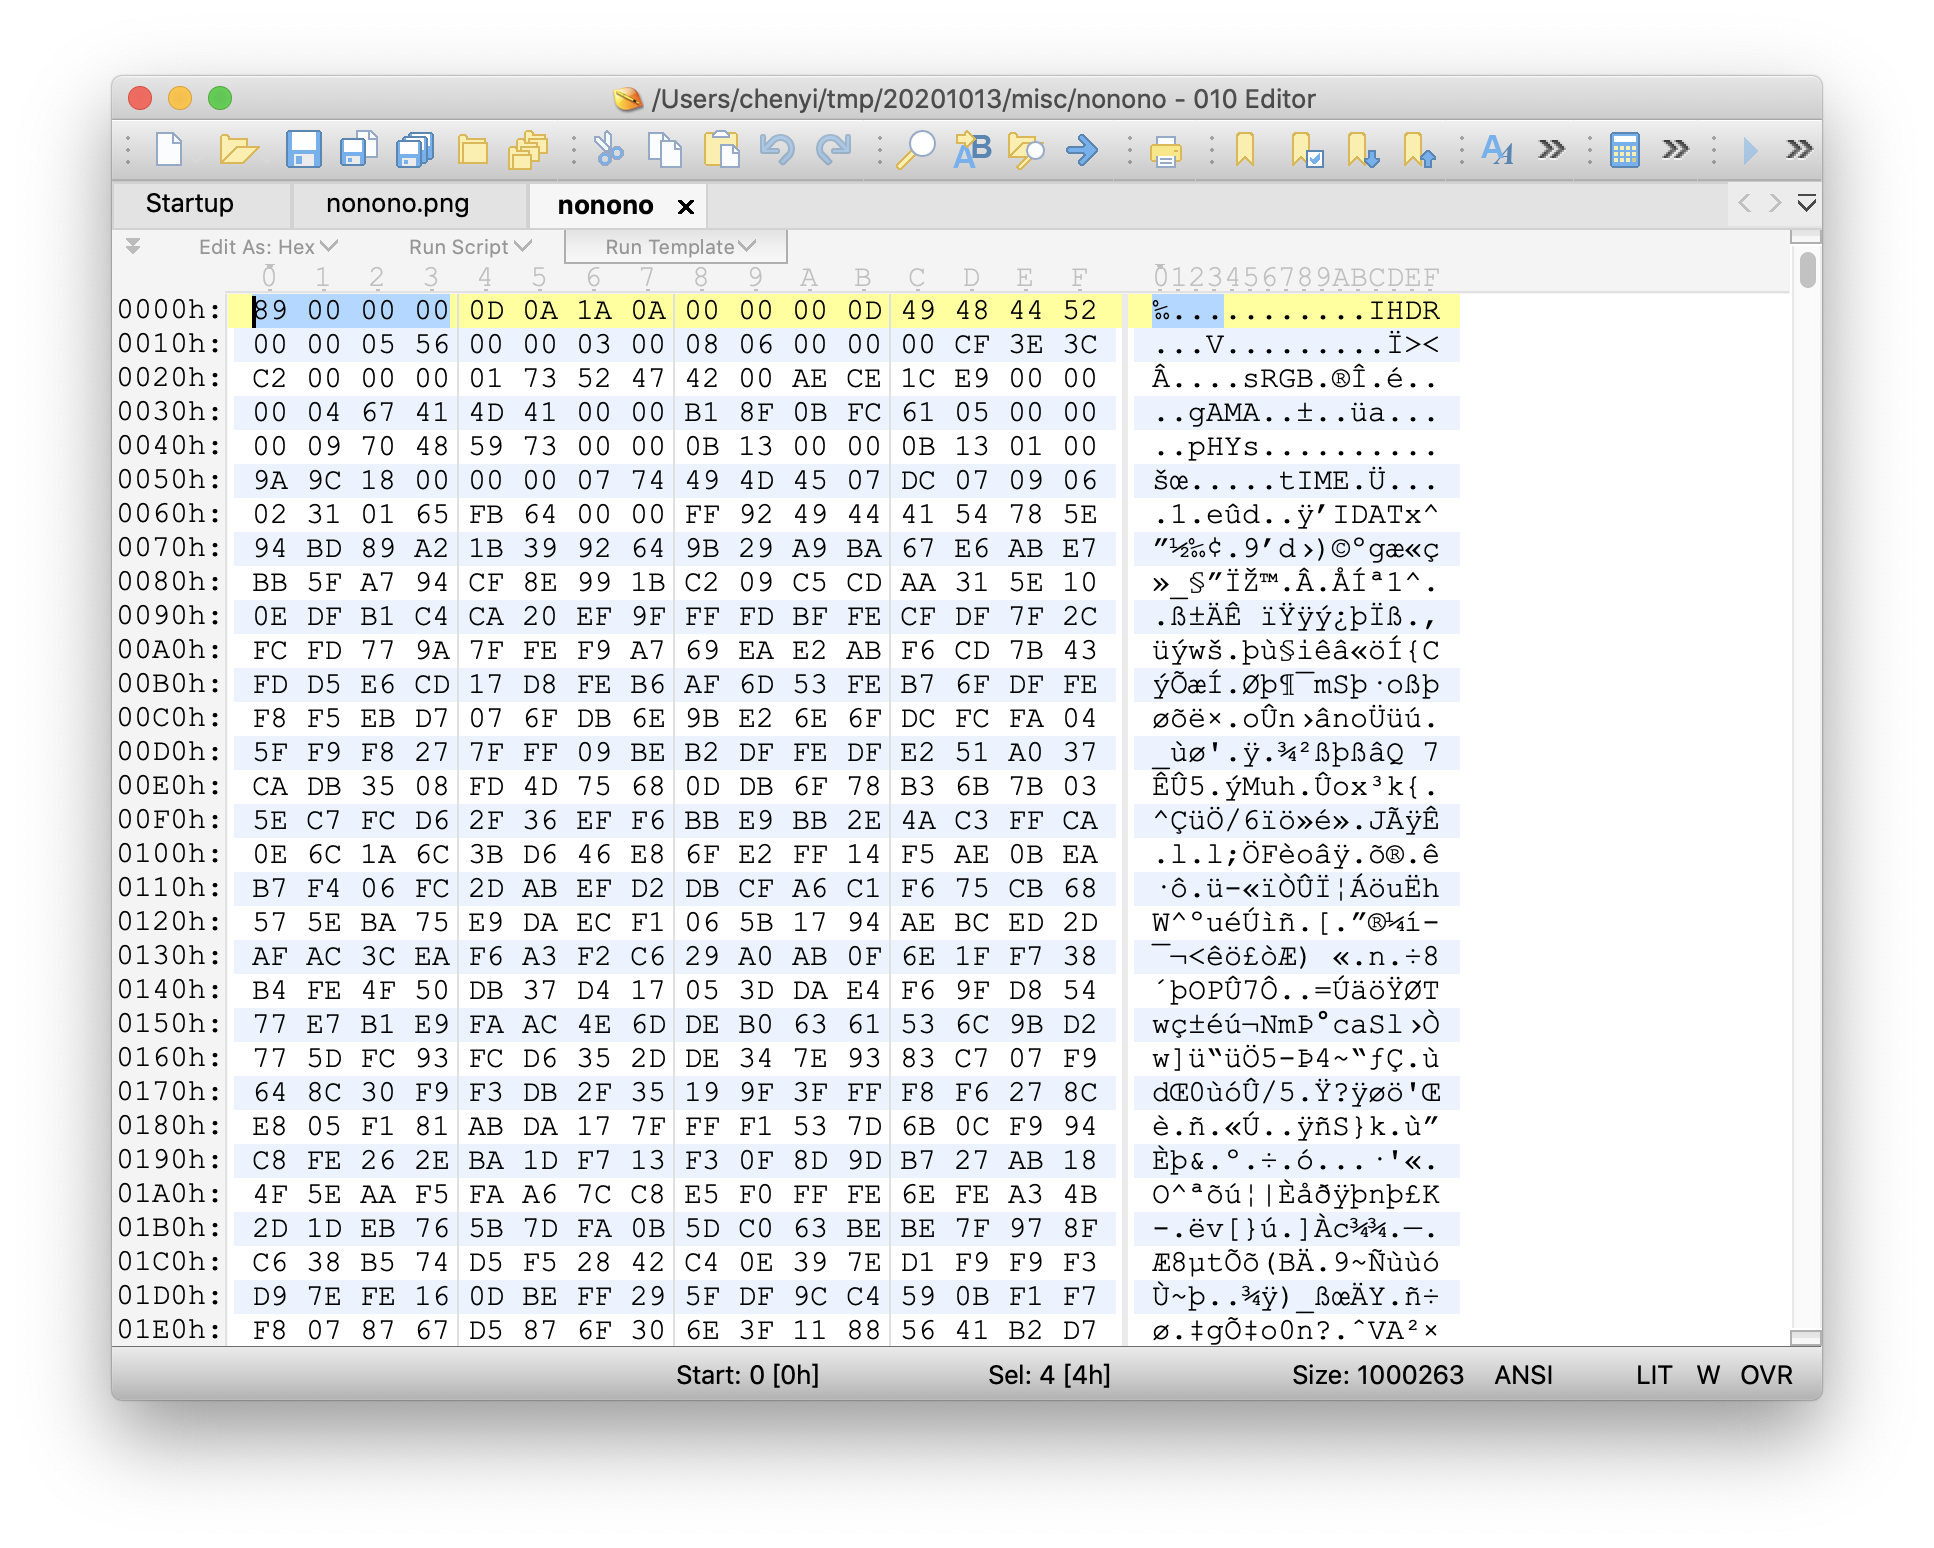 /Users/chenyi/tmp/20201013/misc/nonono - 010 Editor
Startup nonono.png nonono
Edit As: Hex Run Script Run Template
0 1 2 3 4 5 6 7 8 9 A B C D E F 0123456789ABCDEF
0000h: 89 00 00 00 0D 0A 1A 0A 00 00 00 0D 49 48 44 52 ‰...........IHDR
0010h: 00 00 05 56 00 00 03 00 08 06 00 00 00 CF 3E 3C ...V.........Ï><
0020h: C2 00 00 00 01 73 52 47 42 00 AE CE 1C E9 00 00 Â....sRGB.®Î.é..
0030h: 00 04 67 41 4D 41 00 00 B1 8F 0B FC 61 05 00 00 ..gAMA..±..üa...
0040h: 00 09 70 48 59 73 00 00 0B 13 00 00 0B 13 01 00 ..pHYs..........
0050h: 9A 9C 18 00 00 00 07 74 49 4D 45 07 DC 07 09 06 šœ.....tIME.Ü...
0060h: 02 31 01 65 FB 64 00 00 FF 92 49 44 41 54 78 5E .1.eûd..ÿ’IDATx^
0070h: 94 BD 89 A2 1B 39 92 64 9B 29 A9 BA 67 E6 AB E7 ”½‰¢.9’d›)©ºgæ«ç
0080h: BB 5F A7 94 CF 8E 99 1B C2 09 C5 CD AA 31 5E 10 »_§”ÏŽ™.Â.ÅÍª1^.
0090h: 0E DF B1 C4 CA 20 EF 9F FF FD BF FE CF DF 7F 2C .ß±ÄÊ ïŸÿý¿þÏß.,
00A0h: FC FD 77 9A 7F FE F9 A7 69 EA E2 AB F6 CD 7B 43 üýwš.þù§iêâ«öÍ{C
00B0h: FD D5 E6 CD 17 D8 FE B6 AF 6D 53 FE B7 6F DF FE ýÕæÍ.Øþ¶¯mSþ·oßþ
00C0h: F8 F5 EB D7 07 6F DB 6E 9B E2 6E 6F DC FC FA 04 øõë×.oÛn›ânoÜüú.
00D0h: 5F F9 F8 27 7F FF 09 BE B2 DF FE DF E2 51 A0 37 _ùø'.ÿ.¾²ßþßâQ 7
00E0h: CA DB 35 08 FD 4D 75 68 0D DB 6F 78 B3 6B 7B 03 ÊÛ5.ýMuh.Ûox³k{.
00F0h: 5E C7 FC D6 2F 36 EF F6 BB E9 BB 2E 4A C3 FF CA ^ÇüÖ/6ïö»é».JÃÿÊ
0100h: 0E 6C 1A 6C 3B D6 46 E8 6F E2 FF 14 F5 AE 0B EA .l.l;ÖFèoâÿ.õ®.ê
0110h: B7 F4 06 FC 2D AB EF D2 DB CF A6 C1 F6 75 CB 68 ·ô.ü-«ïÒÛÏ¦ÁöuËh
0120h: 57 5E BA 75 E9 DA EC F1 06 5B 17 94 AE BC ED 2D W^ºuéÚìñ.[.”®¼í-
0130h: AF AC 3C EA F6 A3 F2 C6 29 A0 AB 0F 6E 1F F7 38 ¯¬<êö£òÆ) «.n.÷8
0140h: B4 FE 4F 50 DB 37 D4 17 05 3D DA E4 F6 9F D8 54 ´þOPÛ7Ô..=ÚäöŸØT
0150h: 77 E7 B1 E9 FA AC 4E 6D DE B0 63 61 53 6C 9B D2 wç±éú¬NmÞ°caSl›Ò
0160h: 77 5D FC 93 FC D6 35 2D DE 34 7E 93 83 C7 07 F9 w]ü“üÖ5-Þ4~“ƒÇ.ù
0170h: 64 8C 30 F9 F3 DB 2F 35 19 9F 3F FF F8 F6 27 8C dŒ0ùóÛ/5.Ÿ?ÿøö'Œ
0180h: E8 05 F1 81 AB DA 17 7F FF F1 53 7D 6B 0C F9 94 è.ñ.«Ú..ÿñS}k.ù”
0190h: C8 FE 26 2E BA 1D F7 13 F3 0F 8D 9D B7 27 AB 18 Èþ&.º.÷.ó...·'«.
01A0h: 4F 5E AA F5 FA A6 7C C8 E5 F0 FF FE 6E FE A3 4B O^ªõú¦|Èåðÿþnþ£K
01B0h: 2D 1D EB 76 5B 7D FA 0B 5D C0 63 BE BE 7F 97 8F -.ëv[}ú.]Àc¾¾.—.
01C0h: C6 38 B5 74 D5 F5 28 42 C4 0E 39 7E D1 F9 F9 F3 Æ8µtÕõ(BÄ.9~Ñùùó
01D0h: D9 7E FE 16 0D BE FF 29 5F DF 9C C4 59 0B F1 F7 Ù~þ..¾ÿ)_ßœÄY.ñ÷
01E0h: F8 07 87 67 D5 87 6F 30 6E 3F 11 88 56 41 B2 D7 ø.‡gÕ‡o0n?.ˆVA²×
Start: 0 [0h] Sel: 4 [4h] Size: 1000263 ANSI LIT W OVR